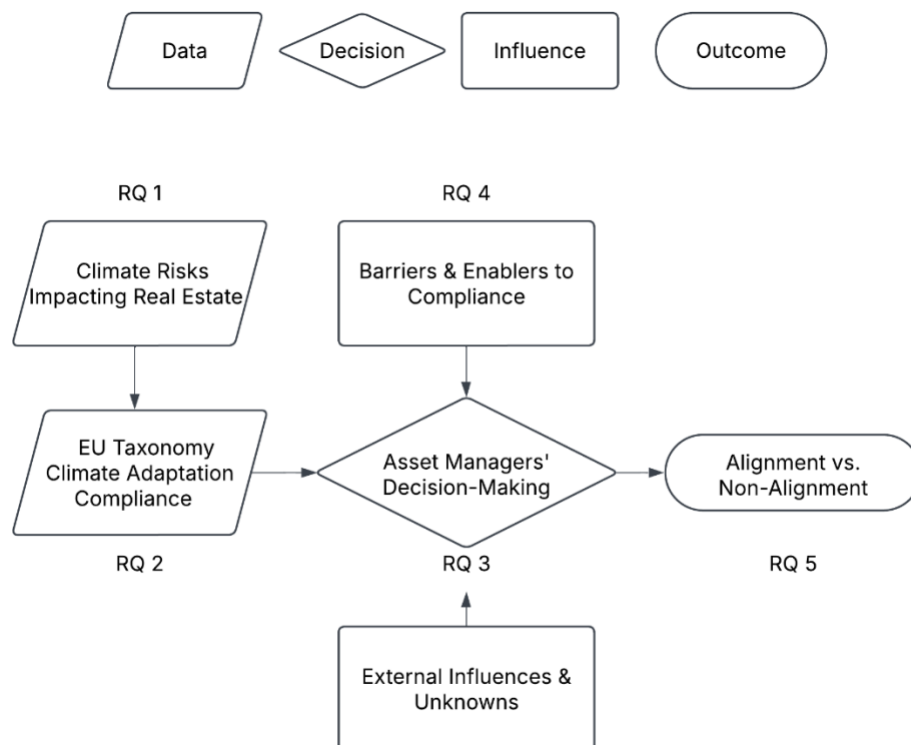 Data
Decision
Influence
Outcome
RQ 1
RQ 4
Climate Risks
Impacting Real Estate
Barriers & Enablers to
Compliance
EU Taxonomy
Climate Adaptation
Compliance
Asset Managers'
Decision-Making
Alignment vs.
Non-Alignment
RQ 2
RQ 3
RQ 5
External Influences &
Unknowns